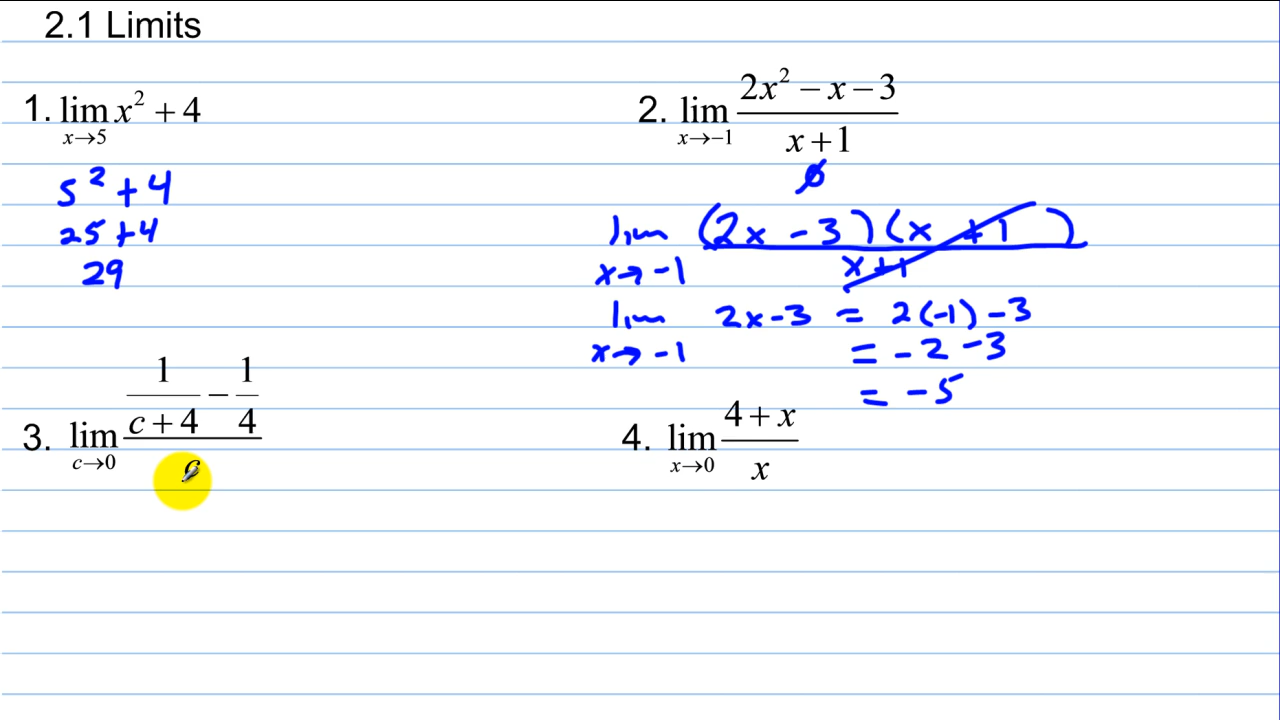 2.1 Limits
1. lim x→5 x² + 4
5² + 4
25 + 4
29
2. lim x→-1 (2x² − x − 3)/(x + 1)
0
lim x→-1 (2x − 3)(x + 1)/(x + 1)
lim x→-1 2x − 3 = 2(-1) − 3
= −2 − 3
= −5
3. lim c→0 (1/(c + 4) − 1/4)/c
4. lim x→0 (4 + x)/x